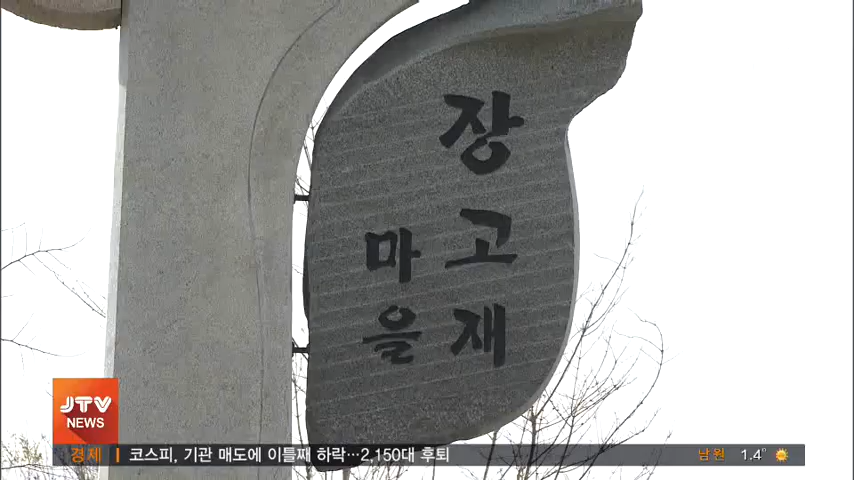 장고재
마을
JTV
NEWS
경제 | 코스피, 기관 매도에 이틀째 하락...2,150대 후퇴
남원 1.4°